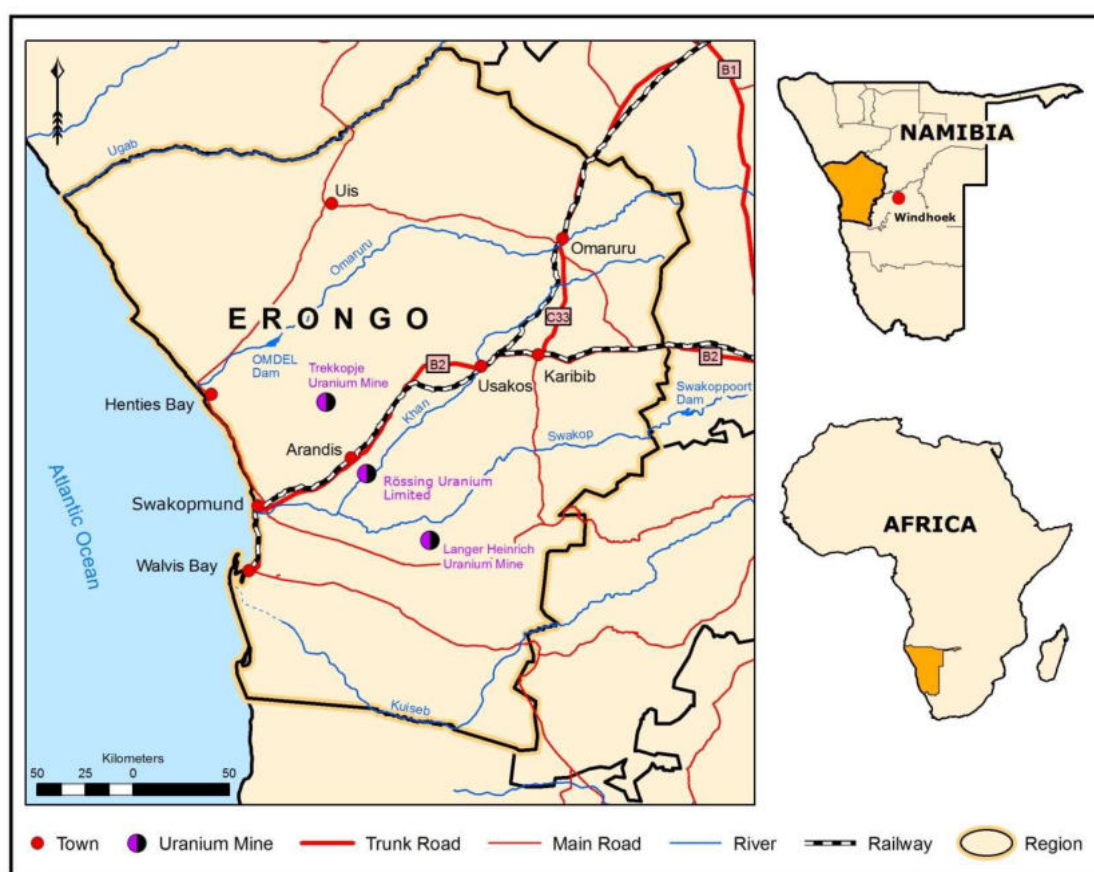 B1
Ugab
Uis
Omaruru
Omaruru
ERONGO
C33
OMDEL
Dam
Trekkopje
Uranium Mine
B2
B2
Usakos
Karibib
Henties Bay
Khan
Swakoppoort
Dam
Arandis
Swakop
Rössing Uranium
Limited
Swakopmund
Atlantic Ocean
Langer Heinrich
Uranium Mine
Walvis Bay
Kuiseb
Kilometers
50 25 0 50
NAMIBIA
Windhoek
AFRICA
Town Uranium Mine Trunk Road Main Road River Railway Region